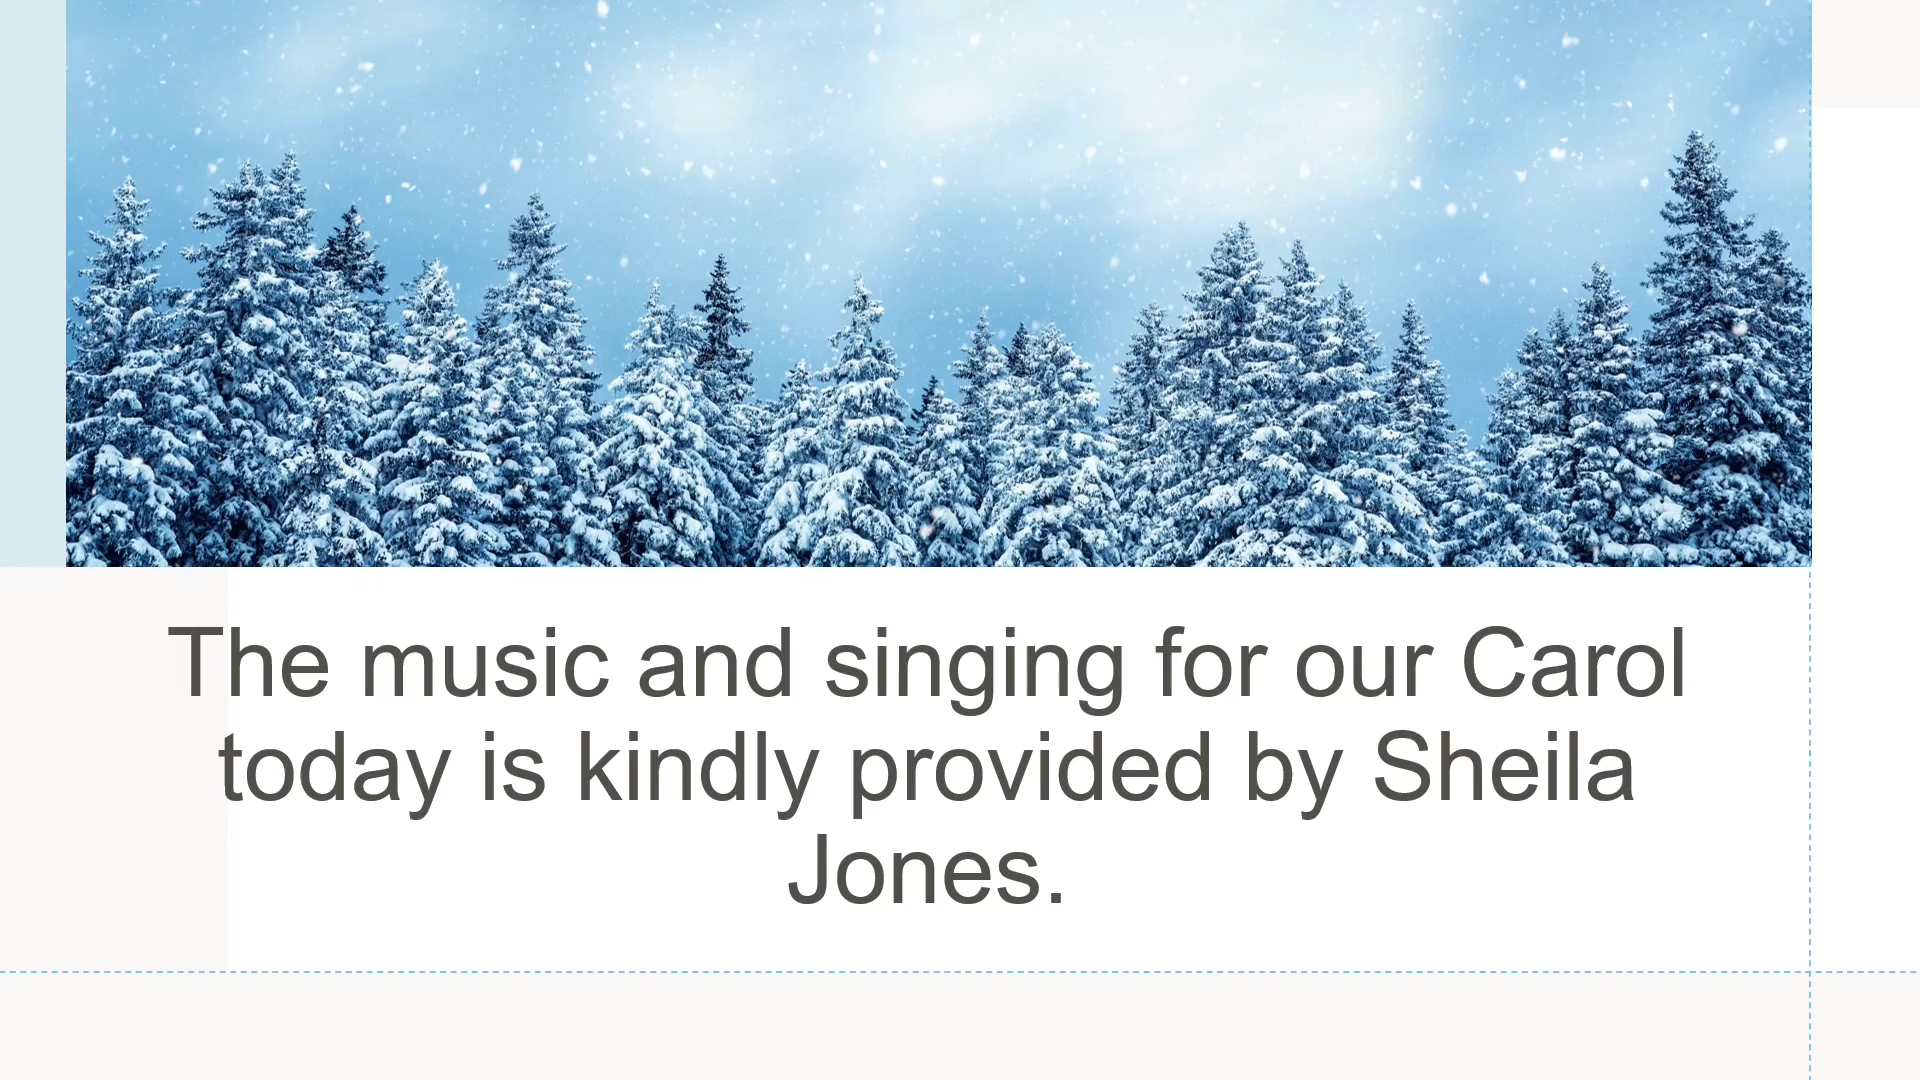 The music and singing for our Carol
today is kindly provided by Sheila
Jones.